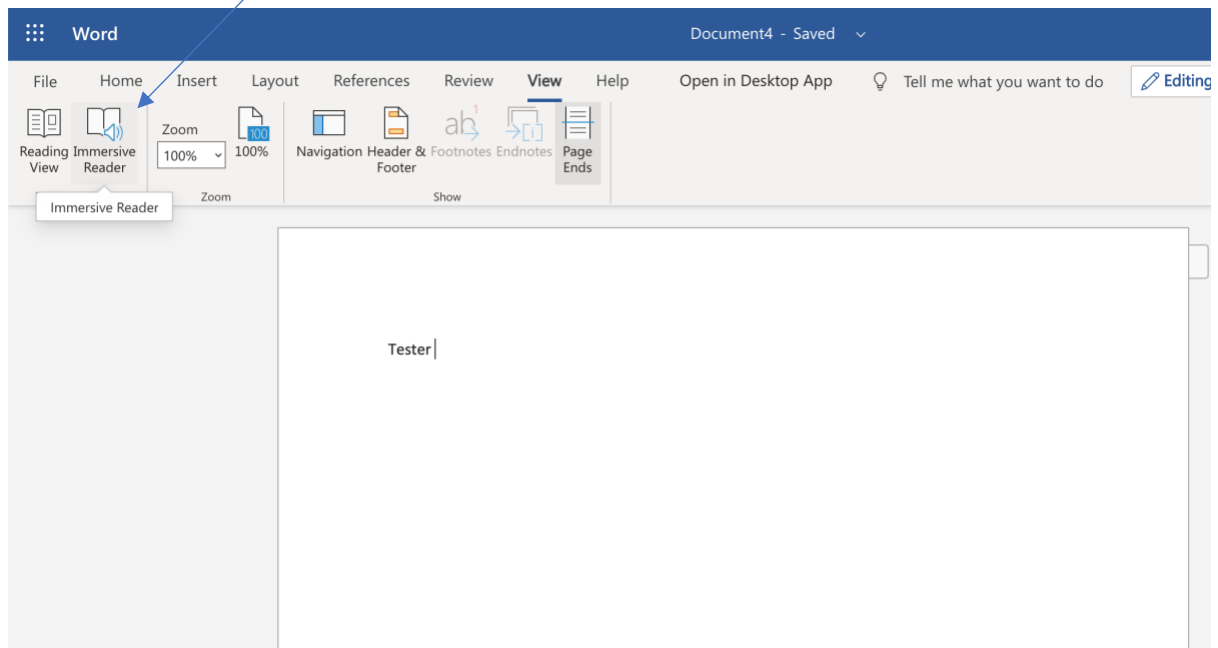 Word Document4 - Saved
File Home Insert Layout References Review View Help Open in Desktop App Tell me what you want to do Editing
100 ab1 [i]
Reading Immersive Zoom 100% Navigation Header & Footnotes Endnotes Page
View Reader 100% Footer Ends
Zoom Show
Immersive Reader
Tester